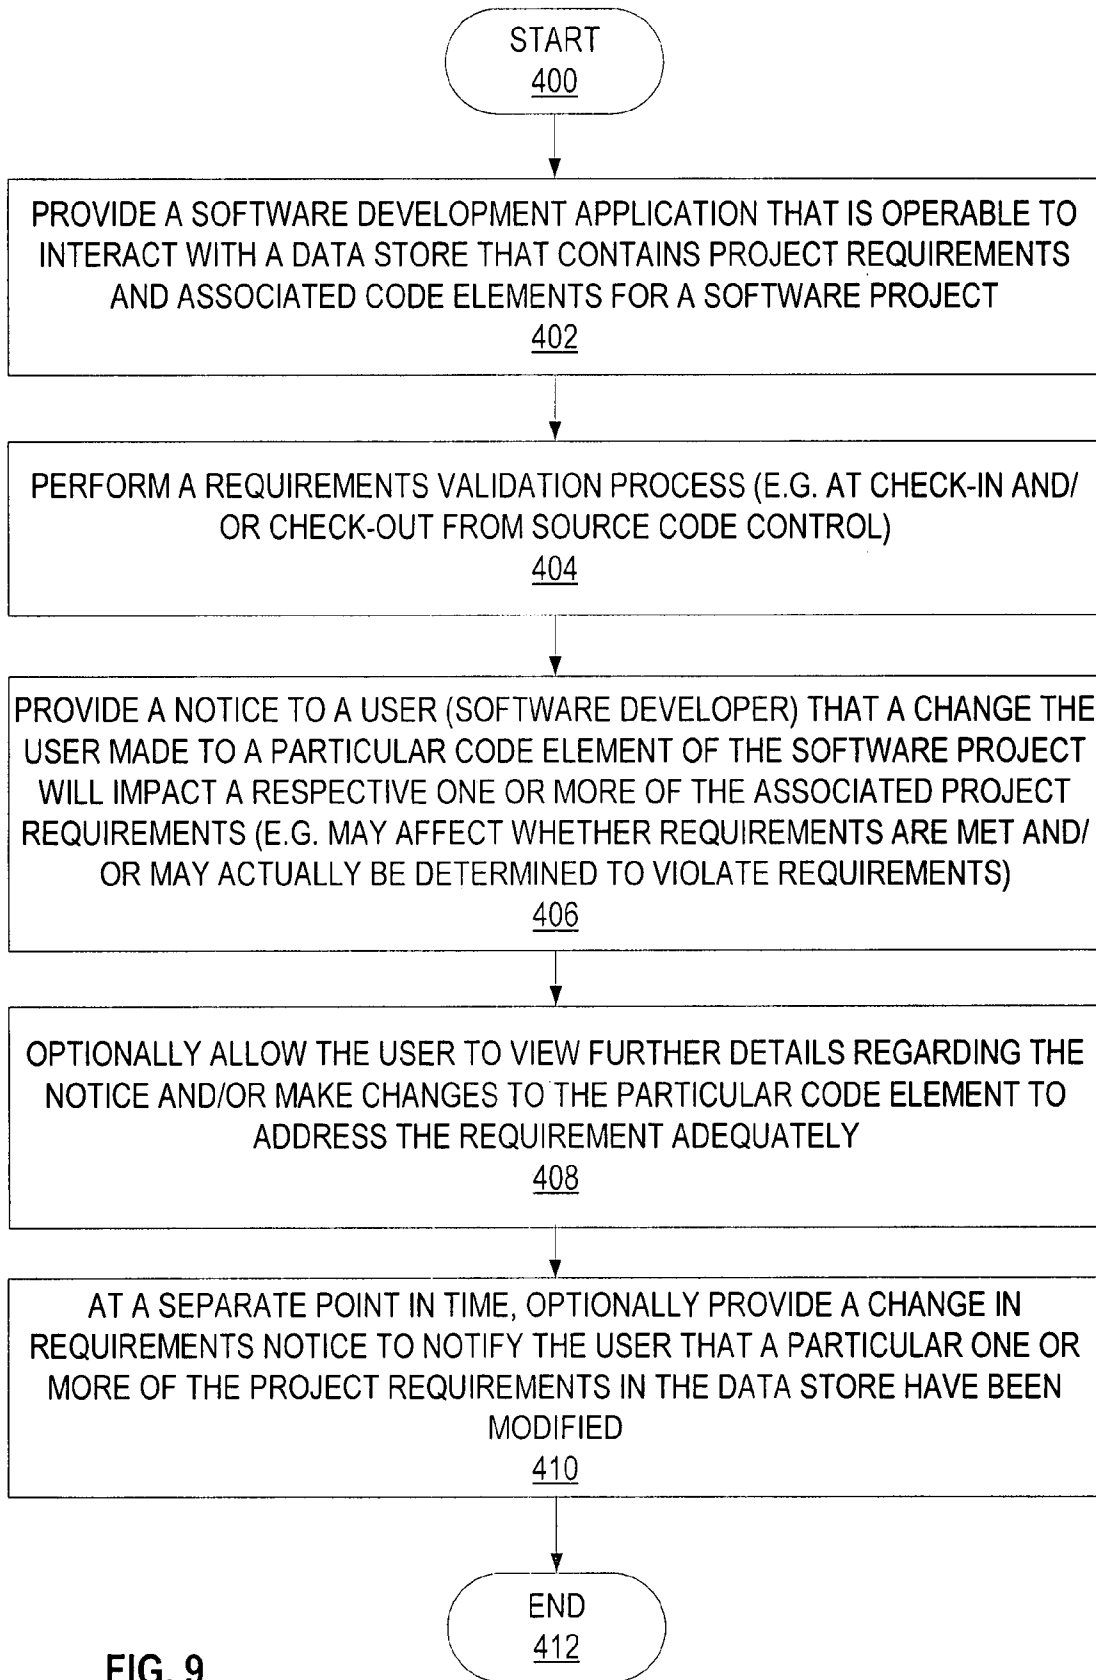 START
400
PROVIDE A SOFTWARE DEVELOPMENT APPLICATION THAT IS OPERABLE TO
INTERACT WITH A DATA STORE THAT CONTAINS PROJECT REQUIREMENTS
AND ASSOCIATED CODE ELEMENTS FOR A SOFTWARE PROJECT
402
PERFORM A REQUIREMENTS VALIDATION PROCESS (E.G. AT CHECK-IN AND/
OR CHECK-OUT FROM SOURCE CODE CONTROL)
404
PROVIDE A NOTICE TO A USER (SOFTWARE DEVELOPER) THAT A CHANGE THE
USER MADE TO A PARTICULAR CODE ELEMENT OF THE SOFTWARE PROJECT
WILL IMPACT A RESPECTIVE ONE OR MORE OF THE ASSOCIATED PROJECT
REQUIREMENTS (E.G. MAY AFFECT WHETHER REQUIREMENTS ARE MET AND/
OR MAY ACTUALLY BE DETERMINED TO VIOLATE REQUIREMENTS)
406
OPTIONALLY ALLOW THE USER TO VIEW FURTHER DETAILS REGARDING THE
NOTICE AND/OR MAKE CHANGES TO THE PARTICULAR CODE ELEMENT TO
ADDRESS THE REQUIREMENT ADEQUATELY
408
AT A SEPARATE POINT IN TIME, OPTIONALLY PROVIDE A CHANGE IN
REQUIREMENTS NOTICE TO NOTIFY THE USER THAT A PARTICULAR ONE OR
MORE OF THE PROJECT REQUIREMENTS IN THE DATA STORE HAVE BEEN
MODIFIED
410
END
412
FIG. 9